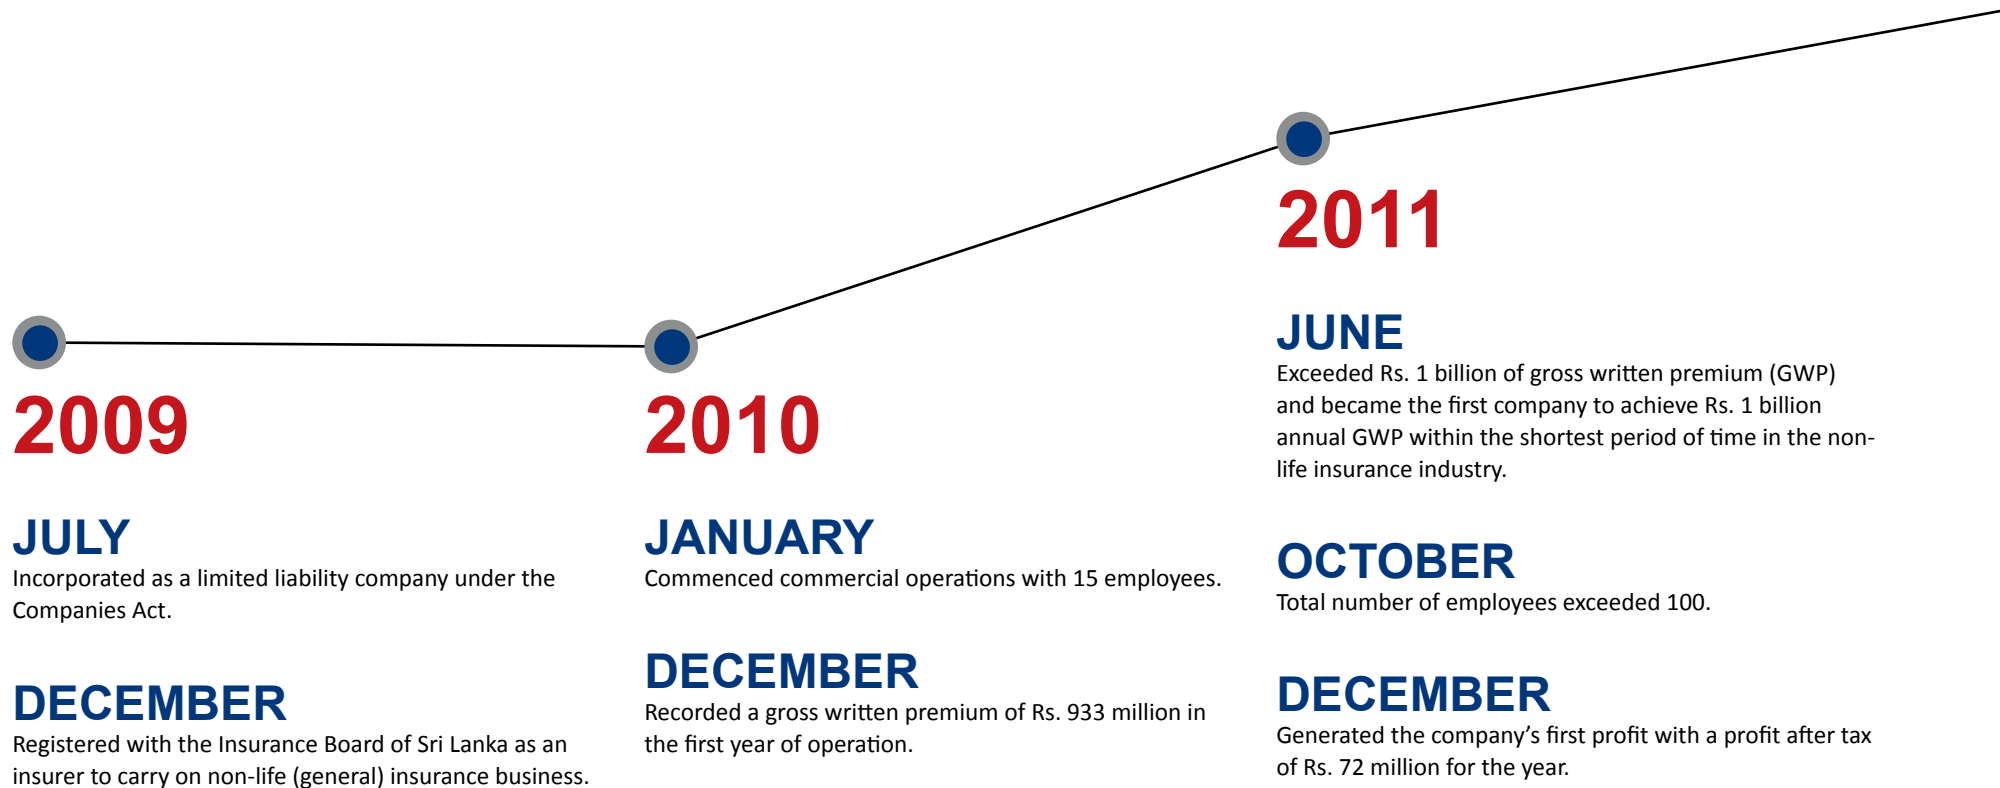 2009
JULY
Incorporated as a limited liability company under the
Companies Act.
DECEMBER
Registered with the Insurance Board of Sri Lanka as an
insurer to carry on non-life (general) insurance business.
2010
JANUARY
Commenced commercial operations with 15 employees.
DECEMBER
Recorded a gross written premium of Rs. 933 million in
the first year of operation.
2011
JUNE
Exceeded Rs. 1 billion of gross written premium (GWP)
and became the first company to achieve Rs. 1 billion
annual GWP within the shortest period of time in the non-
life insurance industry.
OCTOBER
Total number of employees exceeded 100.
DECEMBER
Generated the company’s first profit with a profit after tax
of Rs. 72 million for the year.